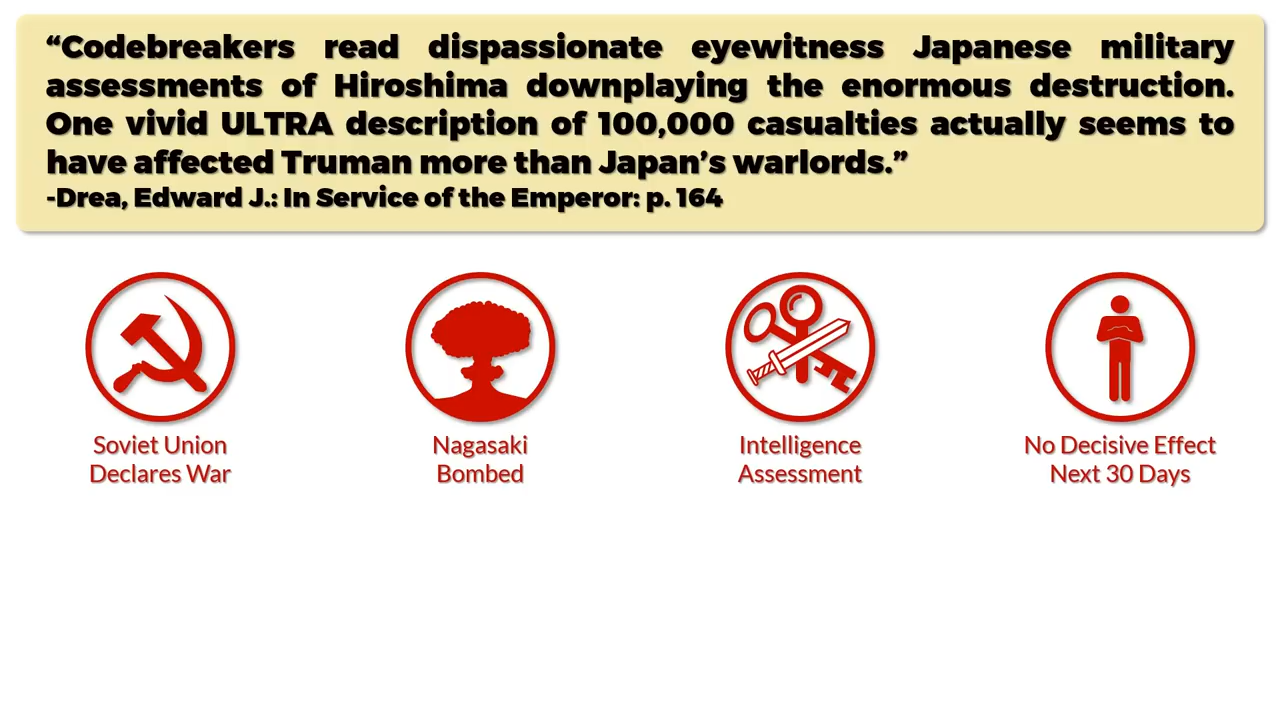 “Codebreakers read dispassionate eyewitness Japanese military
assessments of Hiroshima downplaying the enormous destruction.
One vivid ULTRA description of 100,000 casualties actually seems to
have affected Truman more than Japan’s warlords.”
-Drea, Edward J.: In Service of the Emperor: p. 164
Soviet Union
Declares War
Nagasaki
Bombed
Intelligence
Assessment
No Decisive Effect
Next 30 Days